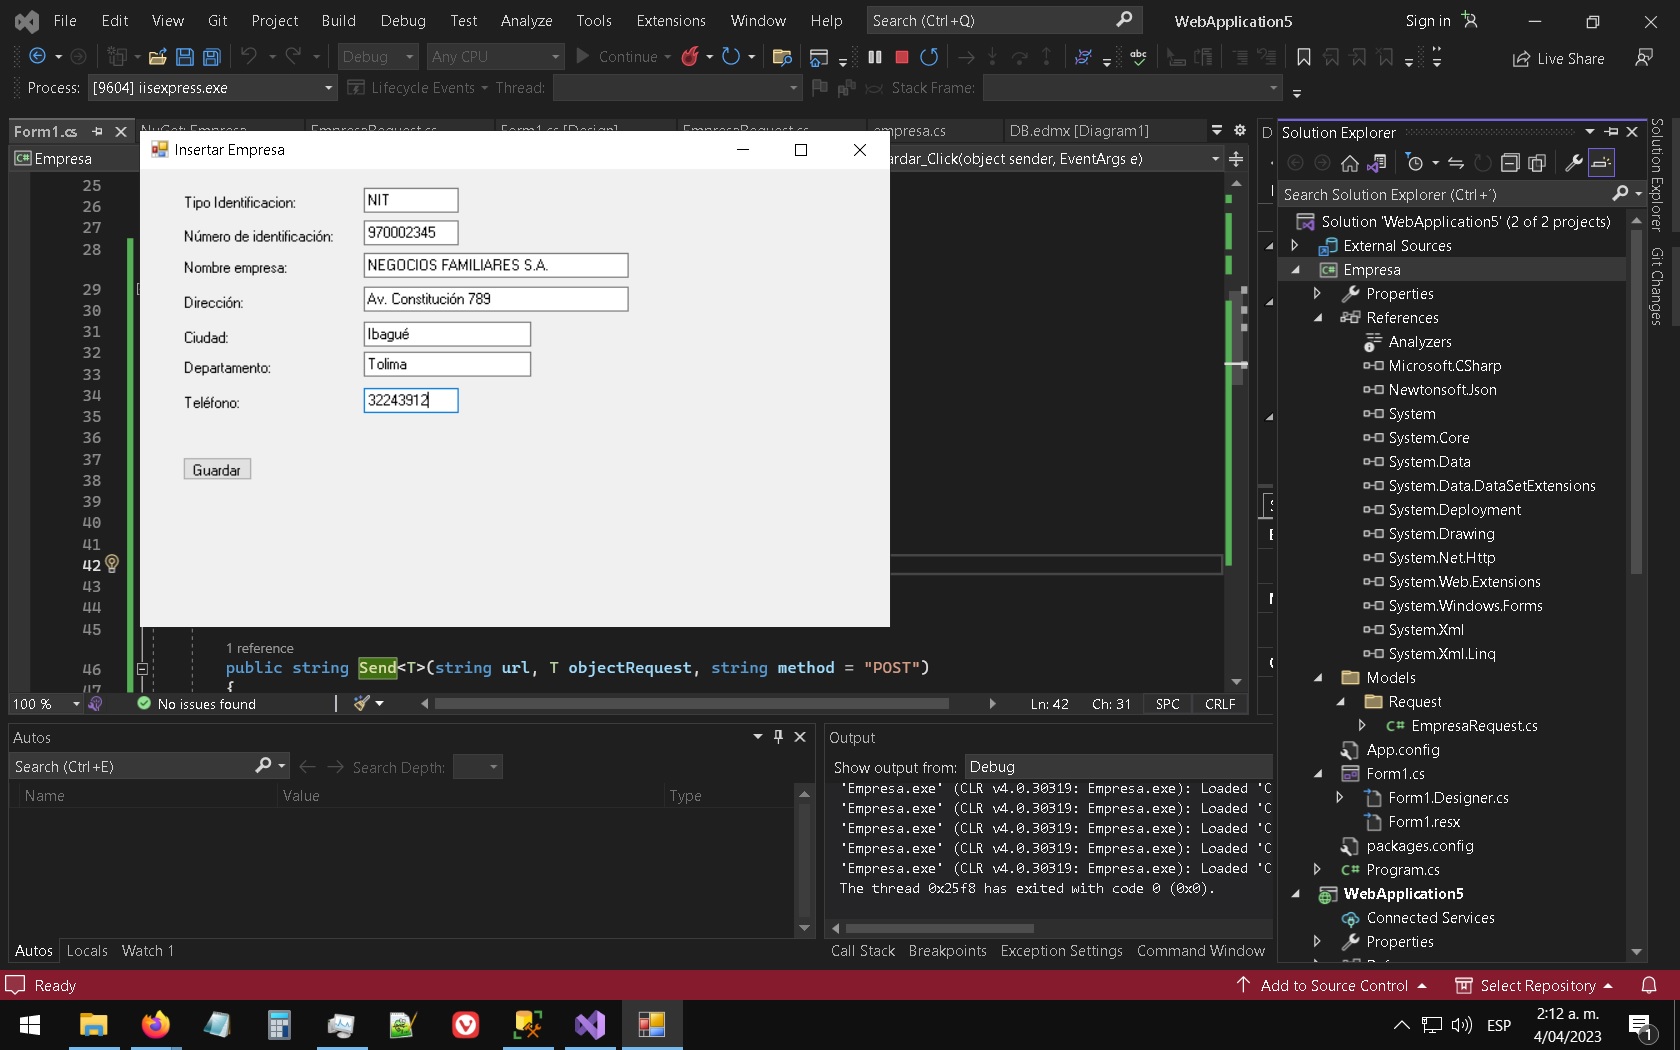 File Edit View Git Project Build Debug Test Analyze Tools Extensions Window Help Search (Ctrl+Q) WebApplication5 Sign in
Debug Any CPU Continue Live Share
Process: [9604] iisexpress.exe Lifecycle Events Thread: Stack Frame:
Form1.cs DB.edmx [Diagram1]
empresa.cs
Empresa ardar_Click(object sender, EventArgs e)
Insertar Empresa
Tipo Identificacion: NIT
Número de identificación: 970002345
Nombre empresa: NEGOCIOS FAMILIARES S.A.
Dirección: Av. Constitución 789
Ciudad: Ibagué
Departamento: Tolima
Teléfono: 32243912
Guardar
25
26
27
28
29
30
31
32
33
34
35
36
37
38
39
40
41
42
43
44
45
1 reference
46 public string Send<T>(string url, T objectRequest, string method = "POST")
47 {
100 % No issues found Ln: 42 Ch: 31 SPC CRLF
Autos
Search (Ctrl+E) Search Depth:
Name Value Type
Autos Locals Watch 1
Output
Show output from: Debug
'Empresa.exe' (CLR v4.0.30319: Empresa.exe): Loaded 'C
'Empresa.exe' (CLR v4.0.30319: Empresa.exe): Loaded 'C
'Empresa.exe' (CLR v4.0.30319: Empresa.exe): Loaded 'C
'Empresa.exe' (CLR v4.0.30319: Empresa.exe): Loaded 'C
'Empresa.exe' (CLR v4.0.30319: Empresa.exe): Loaded 'C
The thread 0x25f8 has exited with code 0 (0x0).
Call Stack Breakpoints Exception Settings Command Window
Solution Explorer
Search Solution Explorer (Ctrl+´)
Solution 'WebApplication5' (2 of 2 projects)
External Sources
Empresa
Properties
References
Analyzers
Microsoft.CSharp
Newtonsoft.Json
System
System.Core
System.Data
System.Data.DataSetExtensions
System.Deployment
System.Drawing
System.Net.Http
System.Web.Extensions
System.Windows.Forms
System.Xml
System.Xml.Linq
Models
Request
EmpresaRequest.cs
App.config
Form1.cs
Form1.Designer.cs
Form1.resx
packages.config
Program.cs
WebApplication5
Connected Services
Properties
Solution Explorer
Git Changes
Ready Add to Source Control Select Repository
ESP
2:12 a. m.
4/04/2023
1